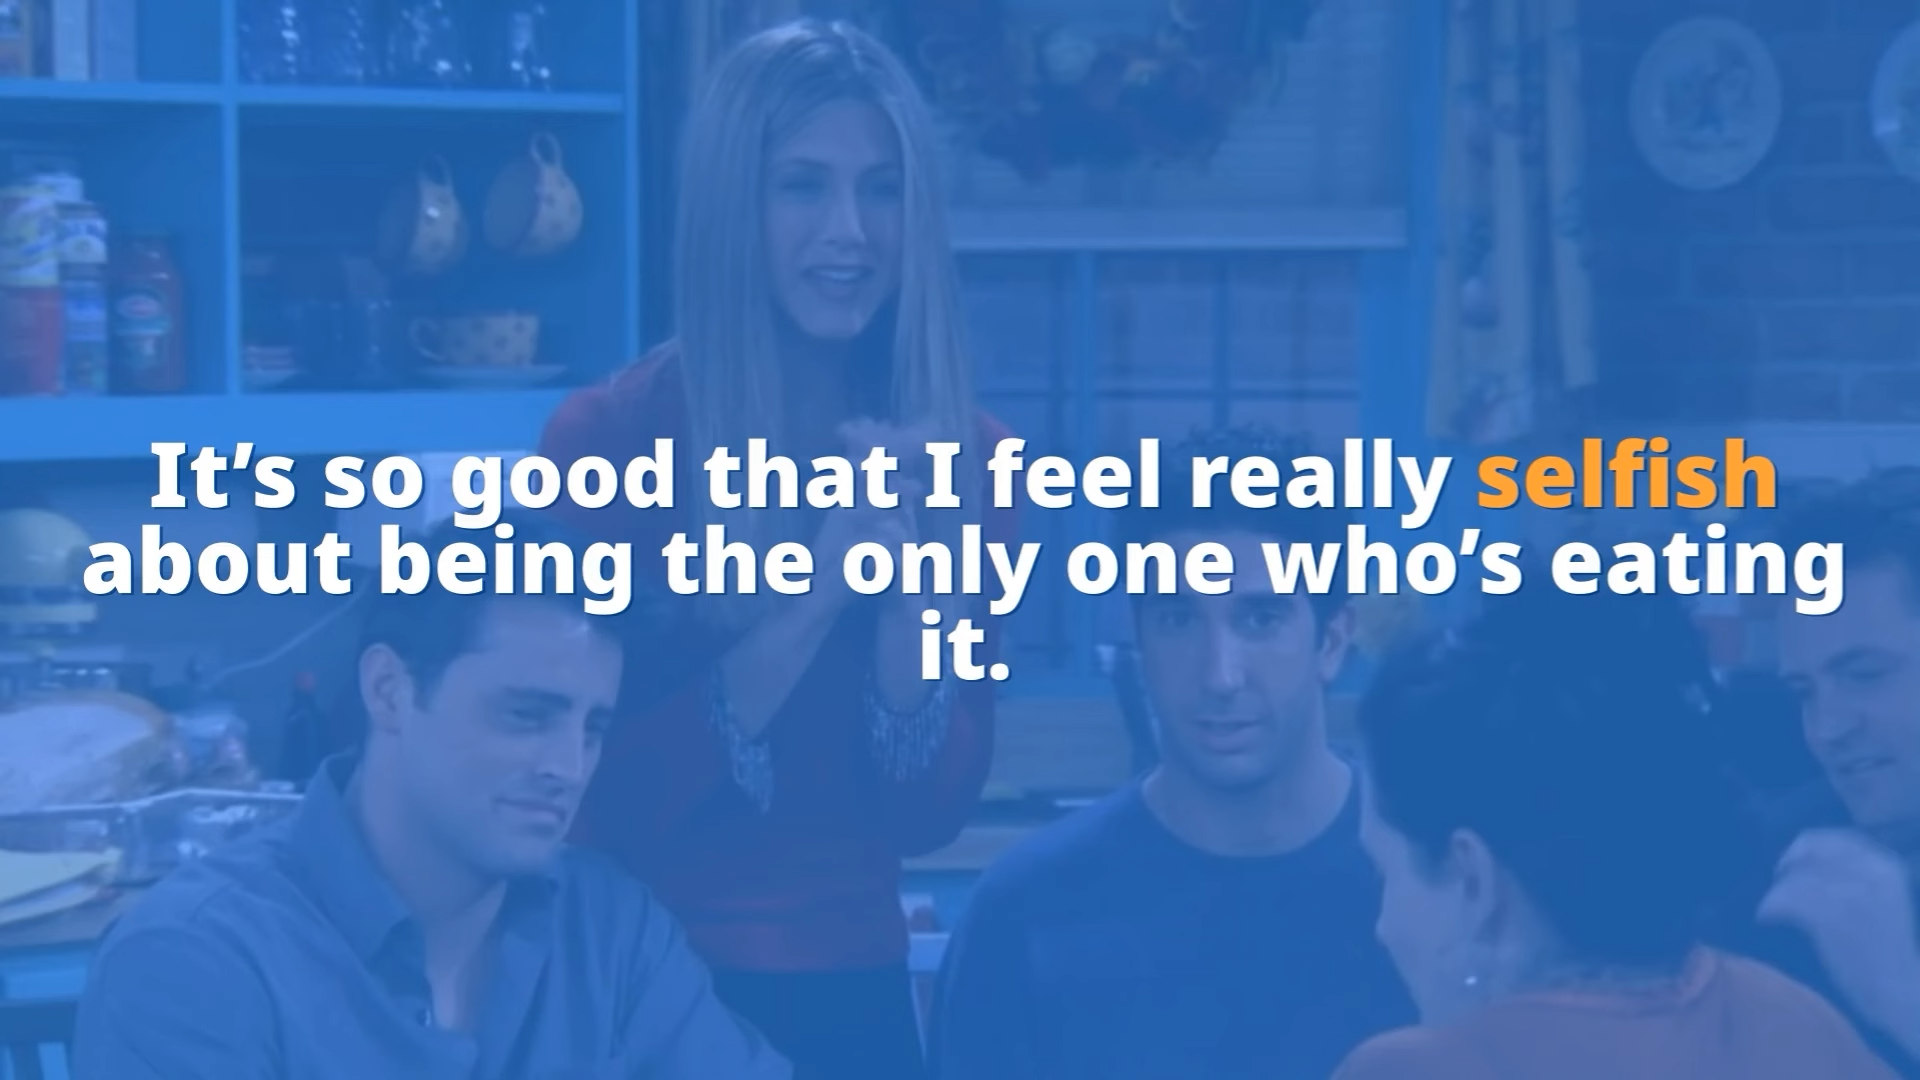 It’s so good that I feel really selfish
about being the only one who’s eating
it.